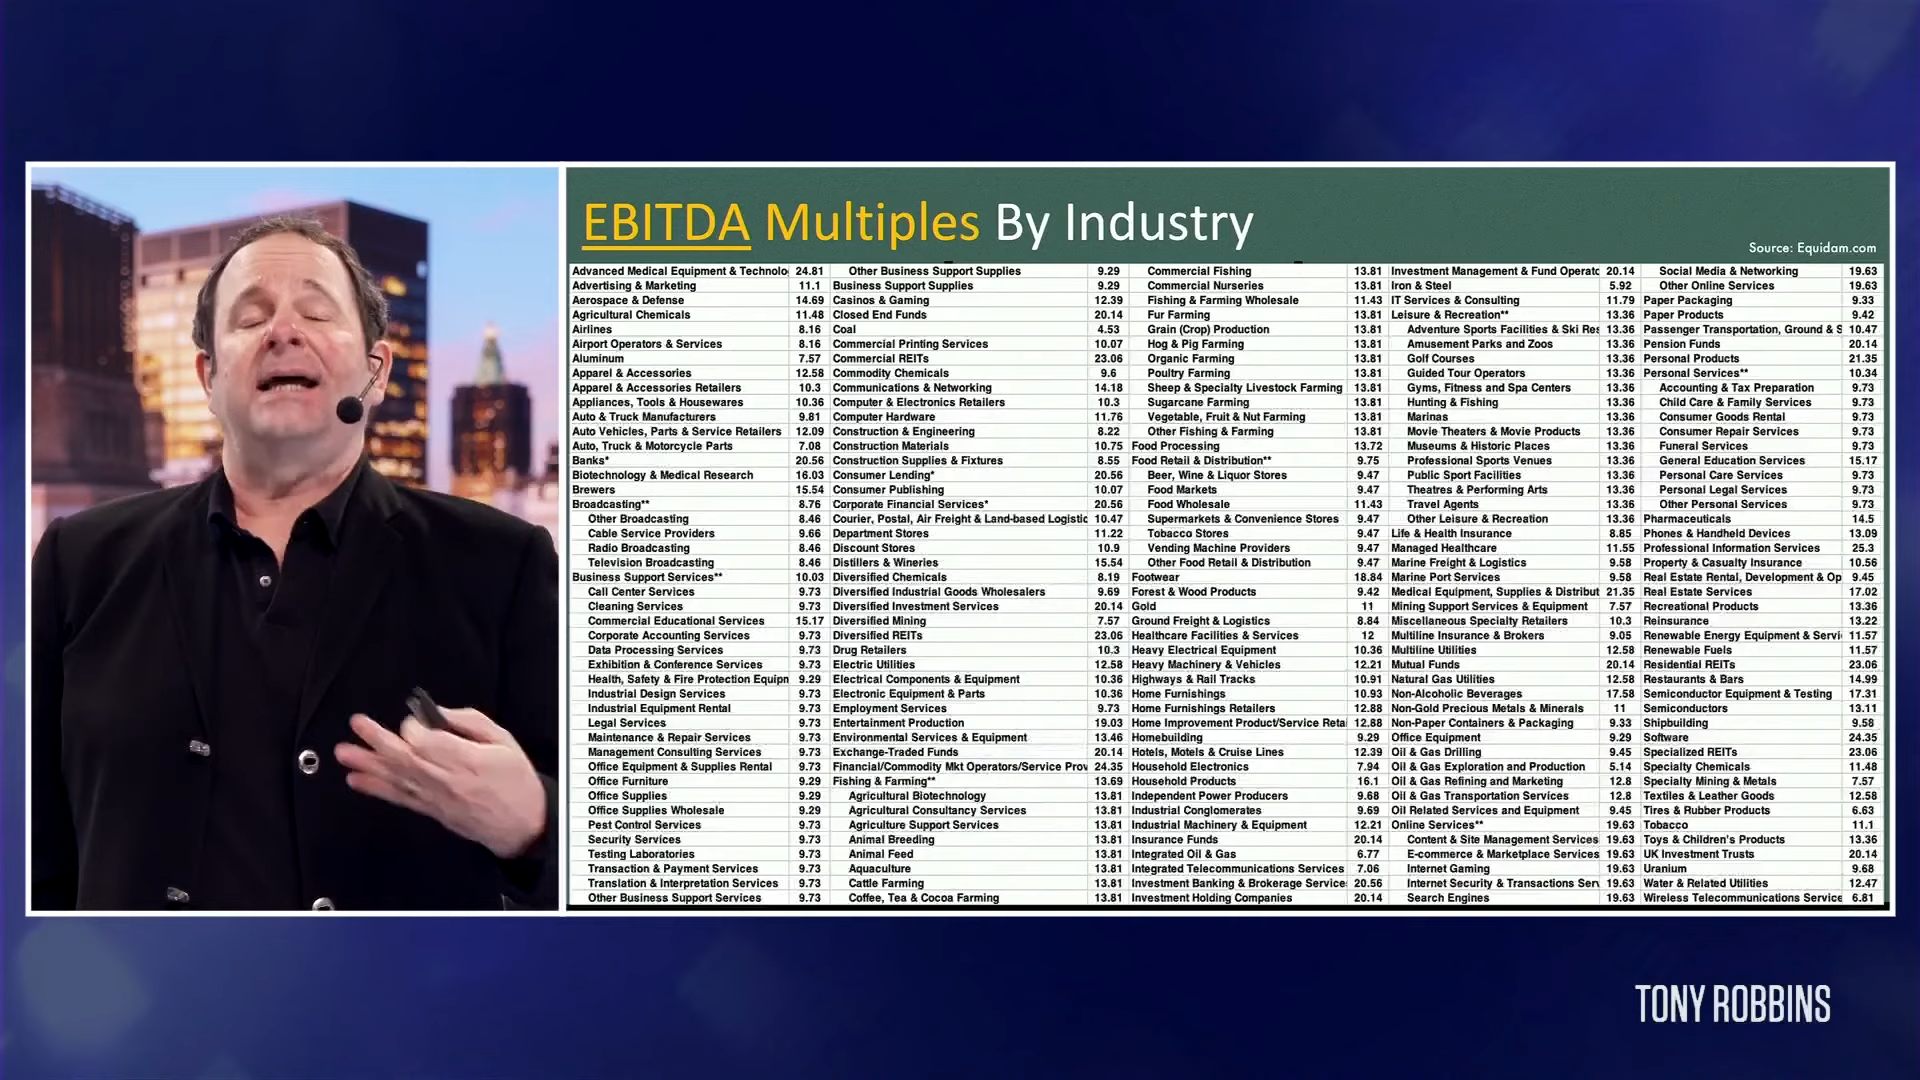 EBITDA Multiples By Industry
Source: Equidam.com
Advanced Medical Equipment & Technolo 24.81
Advertising & Marketing 11.1
Aerospace & Defense 14.69
Agricultural Chemicals 11.48
Airlines 8.16
Airport Operators & Services 8.16
Aluminum 7.57
Apparel & Accessories 12.58
Apparel & Accessories Retailers 10.3
Appliances, Tools & Housewares 10.36
Auto & Truck Manufacturers 9.81
Auto Vehicles, Parts & Service Retailers 12.09
Auto, Truck & Motorcycle Parts 7.08
Banks* 20.56
Biotechnology & Medical Research 16.03
Brewers 15.54
Broadcasting** 8.76
Other Broadcasting 8.46
Cable Service Providers 9.66
Radio Broadcasting 8.46
Television Broadcasting 8.46
Business Support Services** 10.03
Call Center Services 9.73
Cleaning Services 9.73
Commercial Educational Services 15.17
Corporate Accounting Services 9.73
Data Processing Services 9.73
Exhibition & Conference Services 9.73
Health, Safety & Fire Protection Equipn 9.29
Industrial Design Services 9.73
Industrial Equipment Rental 9.73
Legal Services 9.73
Maintenance & Repair Services 9.73
Management Consulting Services 9.73
Office Equipment & Supplies Rental 9.73
Office Furniture 9.29
Office Supplies 9.29
Office Supplies Wholesale 9.29
Pest Control Services 9.73
Security Services 9.73
Testing Laboratories 9.73
Transaction & Payment Services 9.73
Translation & Interpretation Services 9.73
Other Business Support Services 9.73
Other Business Support Supplies 9.29
Business Support Supplies 9.29
Casinos & Gaming 12.39
Closed End Funds 20.14
Coal 4.53
Commercial Printing Services 10.07
Commercial REITs 23.06
Commodity Chemicals 9.6
Communications & Networking 14.18
Computer & Electronics Retailers 10.3
Computer Hardware 11.76
Construction & Engineering 8.22
Construction Materials 10.75
Construction Supplies & Fixtures 8.55
Consumer Lending* 20.56
Consumer Publishing 10.07
Corporate Financial Services* 20.56
Courier, Postal, Air Freight & Land-based Logistic 10.47
Department Stores 11.22
Discount Stores 10.9
Distillers & Wineries 15.54
Diversified Chemicals 8.19
Diversified Industrial Goods Wholesalers 9.69
Diversified Investment Services 20.14
Diversified Mining 7.57
Diversified REITs 23.06
Drug Retailers 10.3
Electric Utilities 12.58
Electrical Components & Equipment 10.36
Electronic Equipment & Parts 10.36
Employment Services 9.73
Entertainment Production 19.03
Environmental Services & Equipment 13.46
Exchange-Traded Funds 20.14
Financial/Commodity Mkt Operators/Service Prov 24.35
Fishing & Farming** 13.69
Agricultural Biotechnology 13.81
Agricultural Consultancy Services 13.81
Agriculture Support Services 13.81
Animal Breeding 13.81
Animal Feed 13.81
Aquaculture 13.81
Cattle Farming 13.81
Coffee, Tea & Cocoa Farming 13.81
Commercial Fishing 13.81
Commercial Nurseries 13.81
Fishing & Farming Wholesale 11.43
Fur Farming 13.81
Grain (Crop) Production 13.81
Hog & Pig Farming 13.81
Organic Farming 13.81
Poultry Farming 13.81
Sheep & Specialty Livestock Farming 13.81
Sugarcane Farming 13.81
Vegetable, Fruit & Nut Farming 13.81
Other Fishing & Farming 13.81
Food Processing 13.72
Food Retail & Distribution** 9.75
Beer, Wine & Liquor Stores 9.47
Food Markets 9.47
Food Wholesale 11.43
Supermarkets & Convenience Stores 9.47
Tobacco Stores 9.47
Vending Machine Providers 9.47
Other Food Retail & Distribution 9.47
Footwear 18.84
Forest & Wood Products 9.42
Gold 11
Ground Freight & Logistics 8.84
Healthcare Facilities & Services 12
Heavy Electrical Equipment 10.36
Heavy Machinery & Vehicles 12.21
Highways & Rail Tracks 10.91
Home Furnishings 10.93
Home Furnishings Retailers 12.88
Home Improvement Product/Service Retai 12.88
Homebuilding 9.29
Hotels, Motels & Cruise Lines 12.39
Household Electronics 7.94
Household Products 16.1
Independent Power Producers 9.68
Industrial Conglomerates 9.69
Industrial Machinery & Equipment 12.21
Insurance Funds 20.14
Integrated Oil & Gas 6.77
Integrated Telecommunications Services 7.06
Investment Banking & Brokerage Service 20.56
Investment Holding Companies 20.14
Investment Management & Fund Operato 20.14
Iron & Steel 5.92
IT Services & Consulting 11.79
Leisure & Recreation** 13.36
Adventure Sports Facilities & Ski Res 13.36
Amusement Parks and Zoos 13.36
Golf Courses 13.36
Guided Tour Operators 13.36
Gyms, Fitness and Spa Centers 13.36
Hunting & Fishing 13.36
Marinas 13.36
Movie Theaters & Movie Products 13.36
Museums & Historic Places 13.36
Professional Sports Venues 13.36
Public Sport Facilities 13.36
Theatres & Performing Arts 13.36
Travel Agents 13.36
Other Leisure & Recreation 13.36
Life & Health Insurance 8.85
Managed Healthcare 11.55
Marine Freight & Logistics 9.58
Marine Port Services 9.58
Medical Equipment, Supplies & Distribut 21.35
Mining Support Services & Equipment 7.57
Miscellaneous Specialty Retailers 10.3
Multiline Insurance & Brokers 9.05
Multiline Utilities 12.58
Mutual Funds 20.14
Natural Gas Utilities 12.58
Non-Alcoholic Beverages 17.58
Non-Gold Precious Metals & Minerals 11
Non-Paper Containers & Packaging 9.33
Office Equipment 9.29
Oil & Gas Drilling 9.45
Oil & Gas Exploration and Production 5.14
Oil & Gas Refining and Marketing 12.8
Oil & Gas Transportation Services 12.8
Oil Related Services and Equipment 9.45
Online Services** 19.63
Content & Site Management Services 19.63
E-commerce & Marketplace Services 19.63
Internet Gaming 19.63
Internet Security & Transactions Serv 19.63
Search Engines 19.63
Social Media & Networking 19.63
Other Online Services 19.63
Paper Packaging 9.33
Paper Products 9.42
Passenger Transportation, Ground & S 10.47
Pension Funds 20.14
Personal Products 21.35
Personal Services** 10.34
Accounting & Tax Preparation 9.73
Child Care & Family Services 9.73
Consumer Goods Rental 9.73
Consumer Repair Services 9.73
Funeral Services 9.73
General Education Services 15.17
Personal Care Services 9.73
Personal Legal Services 9.73
Other Personal Services 9.73
Pharmaceuticals 14.5
Phones & Handheld Devices 13.09
Professional Information Services 25.3
Property & Casualty Insurance 10.56
Real Estate Rental, Development & Op 9.45
Real Estate Services 17.02
Recreational Products 13.36
Reinsurance 13.22
Renewable Energy Equipment & Servi 11.57
Renewable Fuels 11.57
Residential REITs 23.06
Restaurants & Bars 14.99
Semiconductor Equipment & Testing 17.31
Semiconductors 13.11
Shipbuilding 9.58
Software 24.35
Specialized REITs 23.06
Specialty Chemicals 11.48
Specialty Mining & Metals 7.57
Textiles & Leather Goods 12.58
Tires & Rubber Products 6.63
Tobacco 11.1
Toys & Children's Products 13.36
UK Investment Trusts 20.14
Uranium 9.68
Water & Related Utilities 12.47
Wireless Telecommunications Service 6.81
TONY ROBBINS